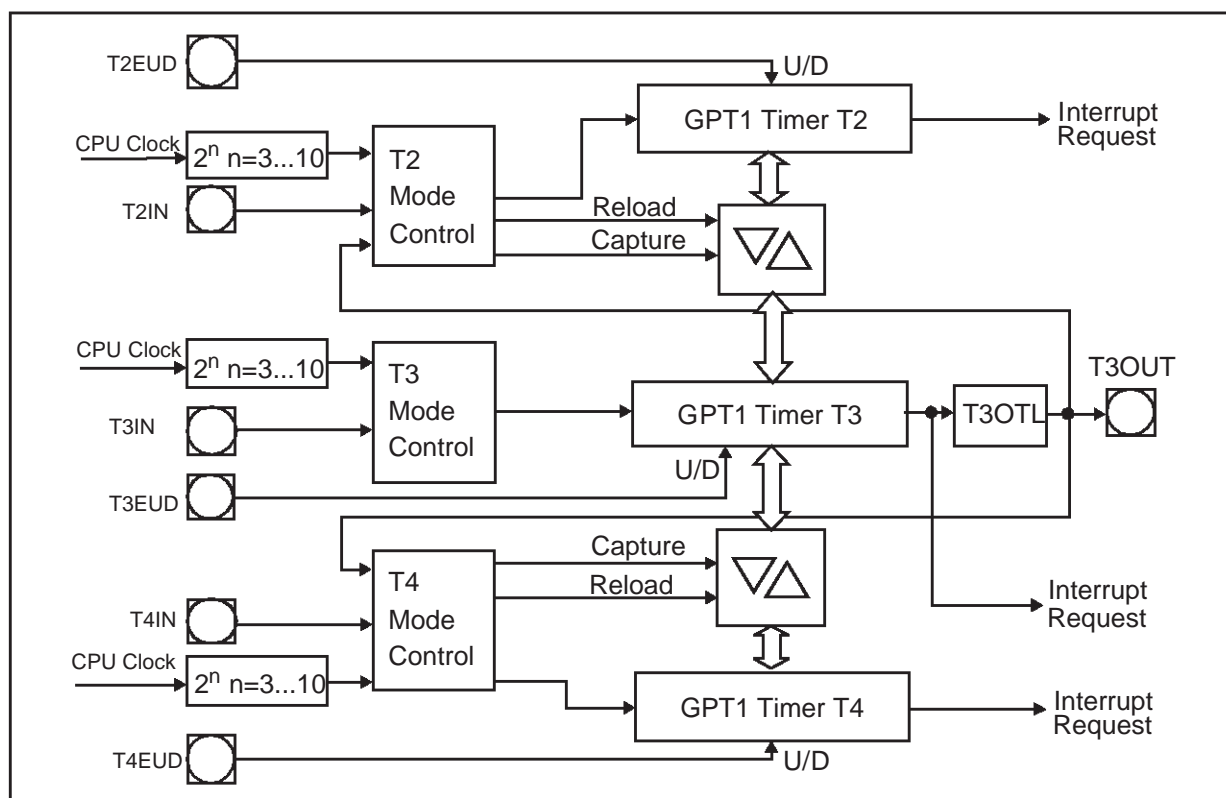 T2EUD
U/D
GPT1 Timer T2
Interrupt
Request
CPU Clock
2ⁿ n=3...10
T2
Mode
Control
T2IN
Reload
Capture
CPU Clock
2ⁿ n=3...10
T3
Mode
Control
T3IN
GPT1 Timer T3
T3OTL
T3OUT
U/D
T3EUD
Capture
Reload
T4
Mode
Control
T4IN
Interrupt
Request
CPU Clock
2ⁿ n=3...10
GPT1 Timer T4
Interrupt
Request
T4EUD
U/D